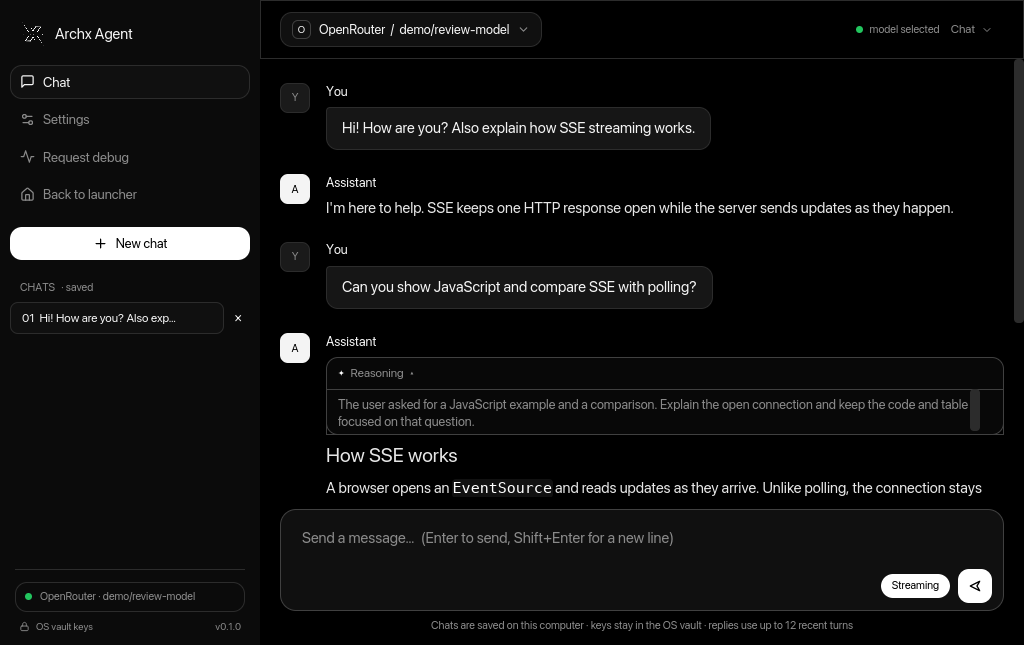 Archx Agent
Chat
Settings
Request debug
Back to launcher
+ New chat
CHATS · saved
01 Hi! How are you? Also exp... ×
OpenRouter · demo/review-model
OS vault keys v0.1.0
O OpenRouter / demo/review-model
model selected Chat
Y You
Hi! How are you? Also explain how SSE streaming works.
A Assistant
I'm here to help. SSE keeps one HTTP response open while the server sends updates as they happen.
Y You
Can you show JavaScript and compare SSE with polling?
A Assistant
✦ Reasoning •
The user asked for a JavaScript example and a comparison. Explain the open connection and keep the code and table
focused on that question.
How SSE works
A browser opens an EventSource and reads updates as they arrive. Unlike polling, the connection stays
Send a message... (Enter to send, Shift+Enter for a new line)
Streaming
Chats are saved on this computer · keys stay in the OS vault · replies use up to 12 recent turns